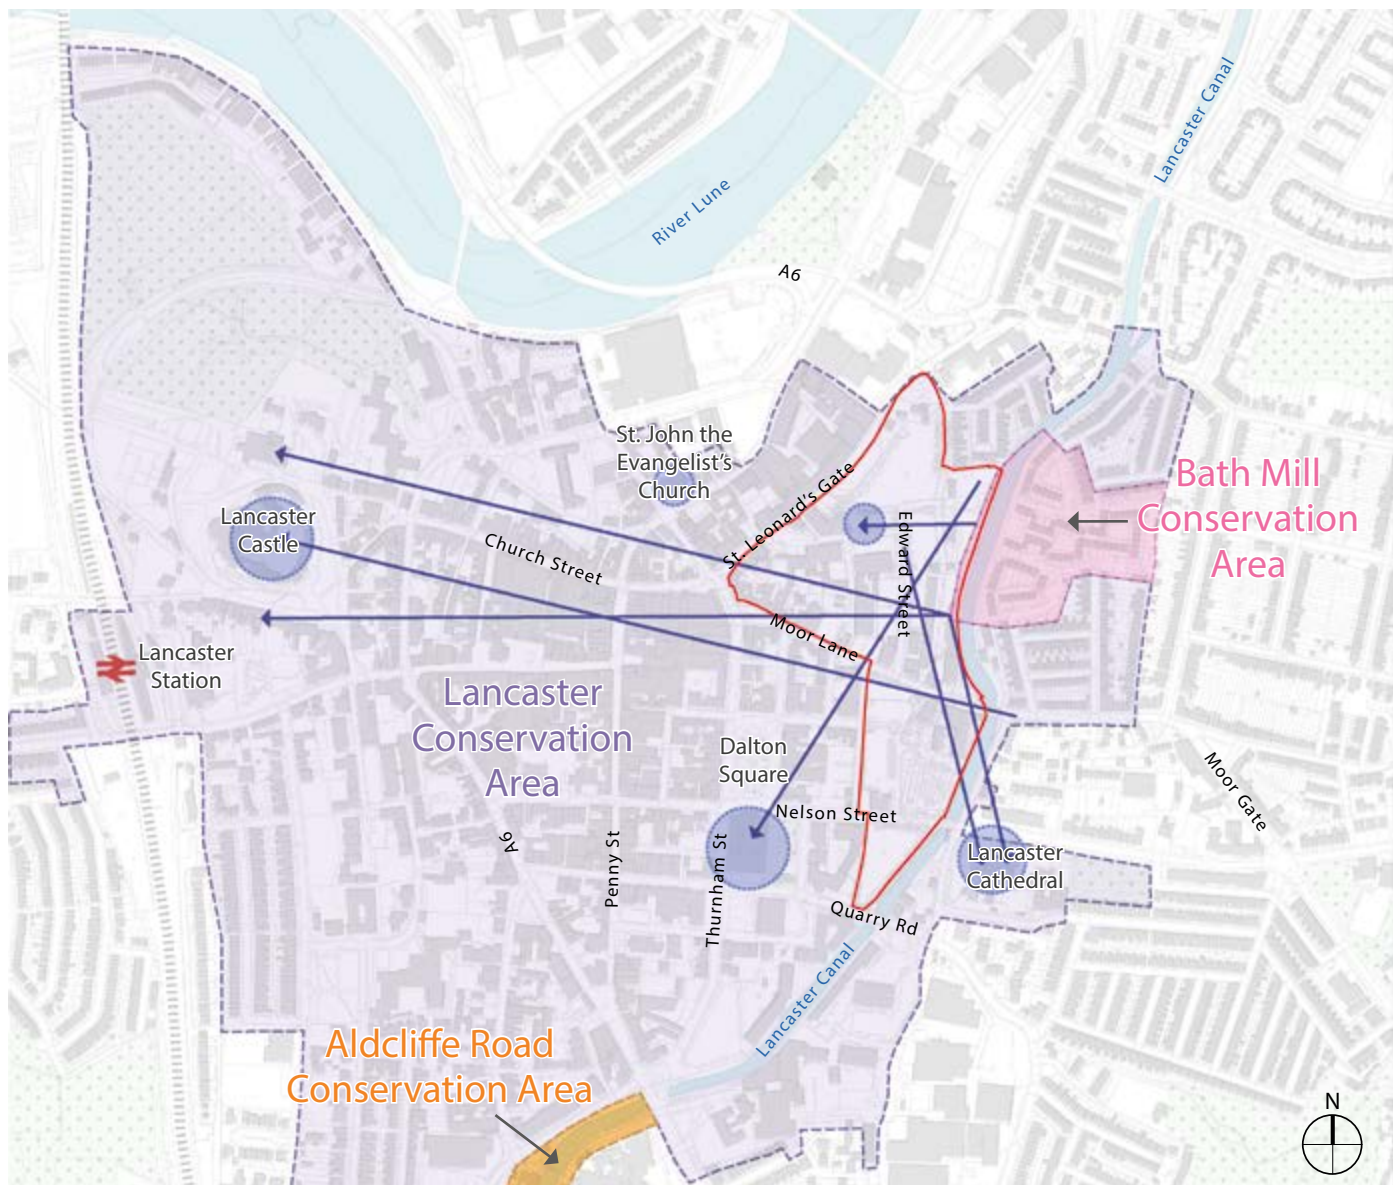 Lancaster Canal
River Lune
A6
St. John the
Evangelist's
Church
St. Leonard's Gate
Bath Mill
Conservation
Area
Lancaster
Castle
Church Street
Edward Street
Moor Lane
Lancaster
Station
Lancaster
Conservation
Area
Dalton
Square
Nelson Street
Moor Gate
A6
Penny St
Thurnham St
Lancaster
Cathedral
Quarry Rd
Lancaster Canal
Aldcliffe Road
Conservation Area
N